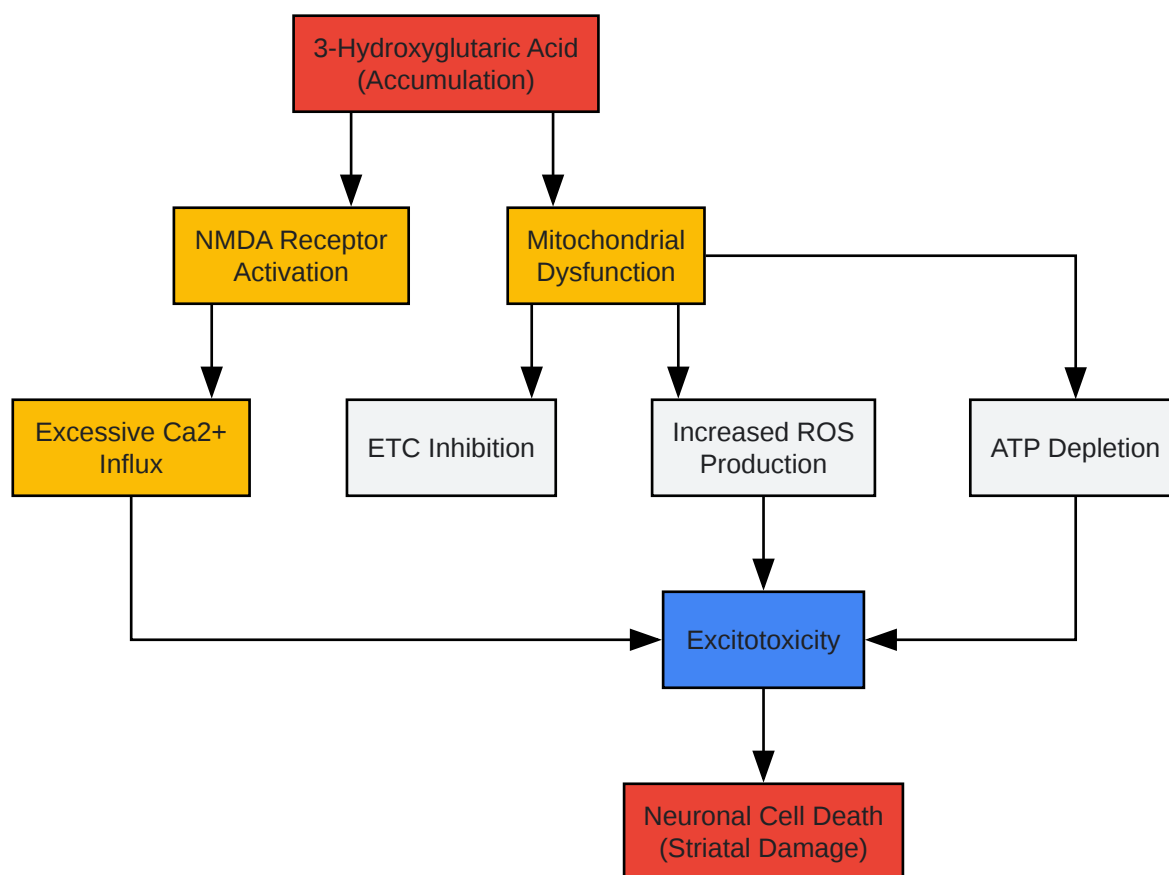 3-Hydroxyglutaric Acid
(Accumulation)
NMDA Receptor
Activation
Mitochondrial
Dysfunction
Excessive Ca2+
Influx
ETC Inhibition
Increased ROS
Production
ATP Depletion
Excitotoxicity
Neuronal Cell Death
(Striatal Damage)